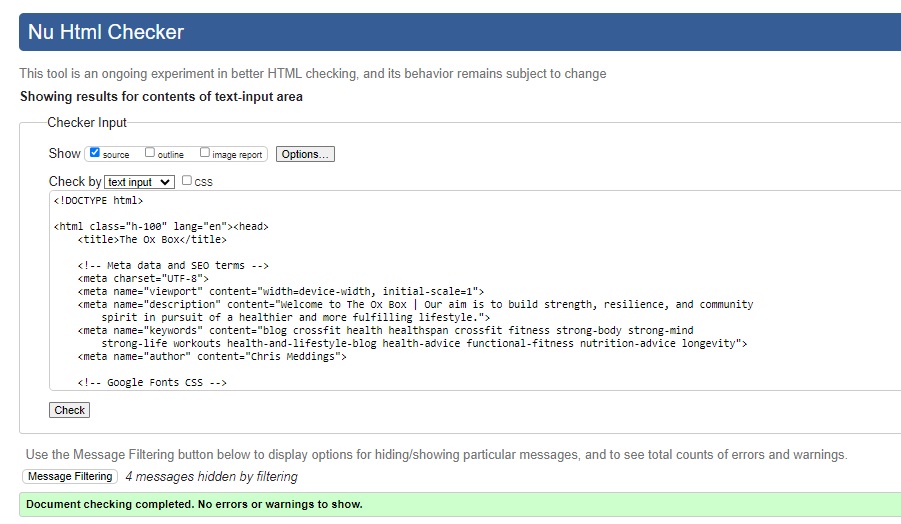 Nu Html Checker
This tool is an ongoing experiment in better HTML checking, and its behavior remains subject to change
Showing results for contents of text-input area
Checker Input
Show source outline image report Options...
Check by text input css
<!DOCTYPE html>
<html class="h-100" lang="en"><head>
<title>The Ox Box</title>
<!-- Meta data and SEO terms -->
<meta charset="UTF-8">
<meta name="viewport" content="width=device-width, initial-scale=1">
<meta name="description" content="Welcome to The Ox Box | Our aim is to build strength, resilience, and community
spirit in pursuit of a healthier and more fulfilling lifestyle.">
<meta name="keywords" content="blog crossfit health healthspan crossfit fitness strong-body strong-mind
strong-life workouts health-and-lifestyle-blog health-advice functional-fitness nutrition-advice longevity">
<meta name="author" content="Chris Meddings">
<!-- Google Fonts CSS -->
Check
Use the Message Filtering button below to display options for hiding/showing particular messages, and to see total counts of errors and warnings.
Message Filtering 4 messages hidden by filtering
Document checking completed. No errors or warnings to show.